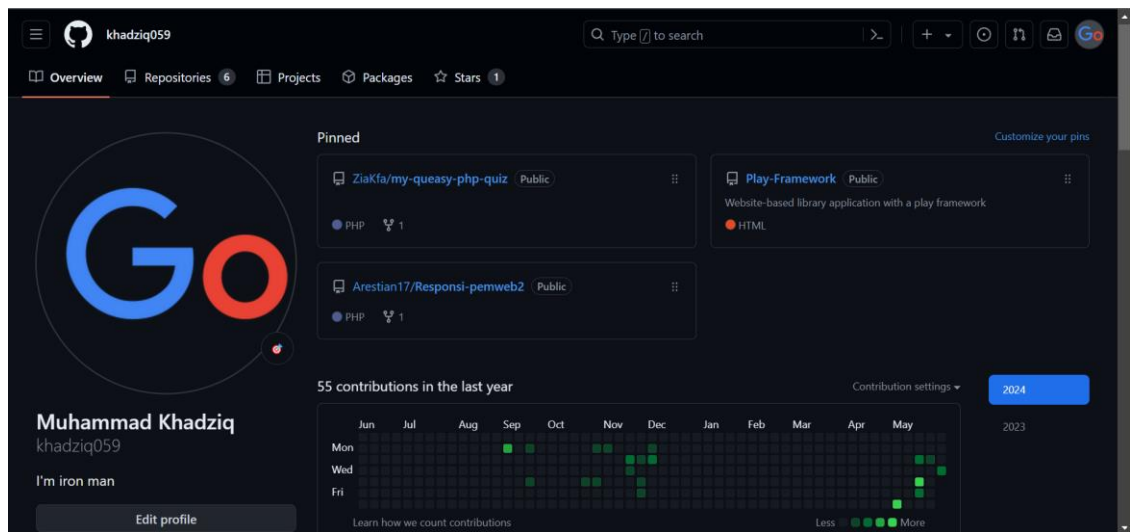 khadziq059
Type / to search
Overview Repositories 6 Projects Packages Stars 1
Go
Go
Muhammad Khadziq
khadziq059
I'm iron man
Edit profile
Pinned
Customize your pins
ZiaKfa/my-queasy-php-quiz Public
PHP 1
Play-Framework Public
Website-based library application with a play framework
HTML
Arestian17/Responsi-pemweb2 Public
PHP 1
55 contributions in the last year
Contribution settings
2024
2023
Jun Jul Aug Sep Oct Nov Dec Jan Feb Mar Apr May
Mon
Wed
Fri
Learn how we count contributions
Less More